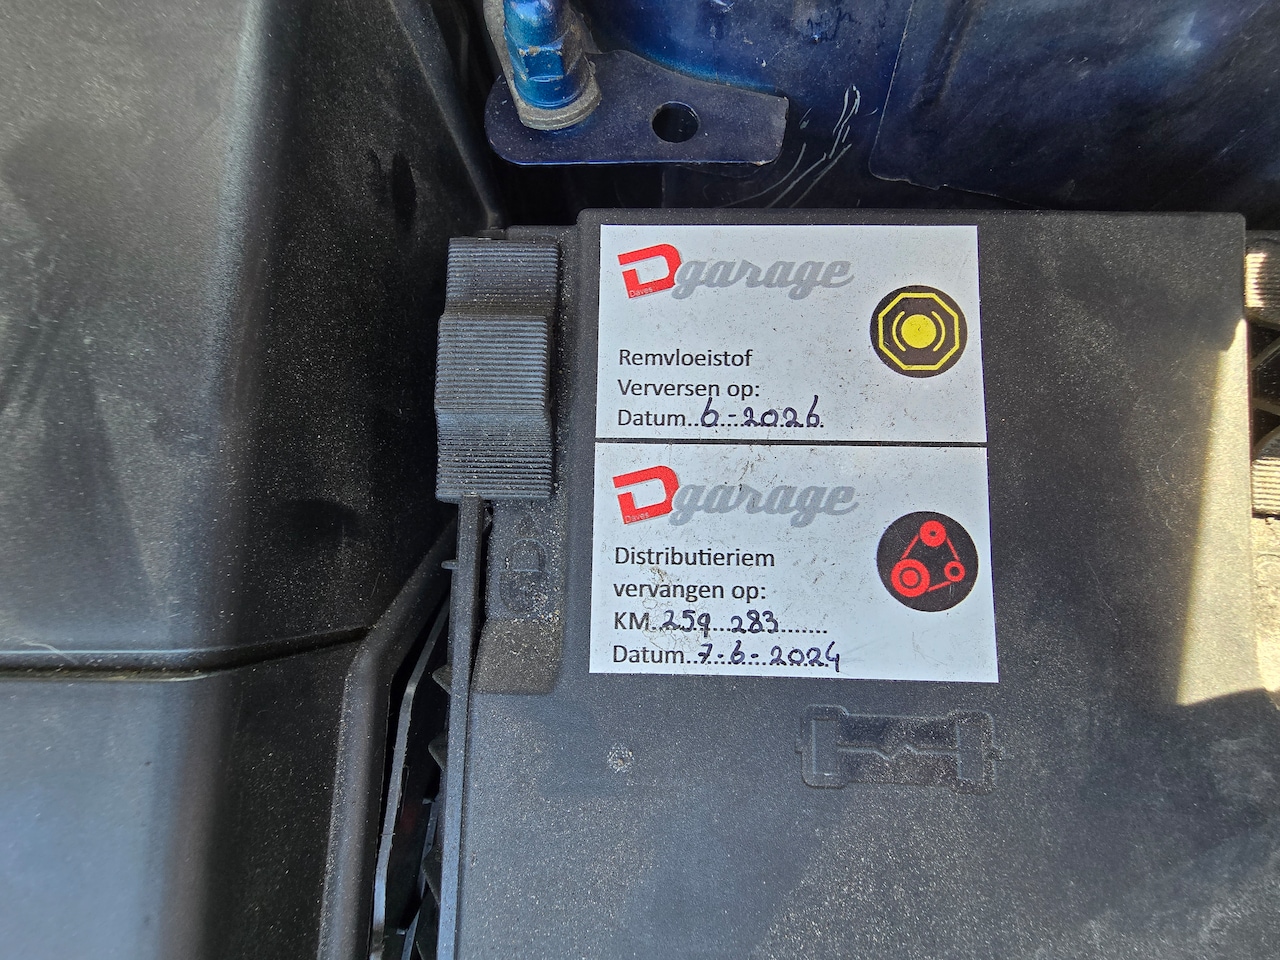 Dgarage
Daves
Remvloeistof
Verversen op:
Datum..6-2026.
Dgarage
Daves
Distributieriem
vervangen op:
KM..259...283.......
Datum..7-6-2024